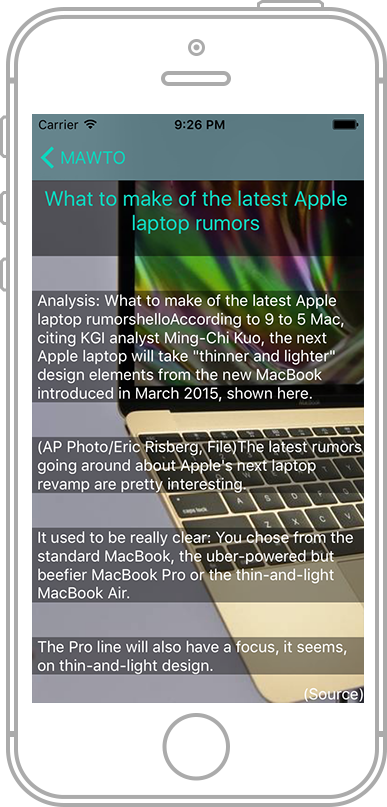 Carrier 9:26 PM
MAWTO
What to make of the latest Apple
laptop rumors
Analysis: What to make of the latest Apple
laptop rumorshelloAccording to 9 to 5 Mac,
citing KGI analyst Ming-Chi Kuo, the next
Apple laptop will take "thinner and lighter"
design elements from the new MacBook
introduced in March 2015, shown here.
(AP Photo/Eric Risberg, File)The latest rumors
going around about Apple's next laptop
revamp are pretty interesting.
It used to be really clear: You chose from the
standard MacBook, the uber-powered but
beefier MacBook Pro or the thin-and-light
MacBook Air.
The Pro line will also have a focus, it seems,
on thin-and-light design.
(Source)